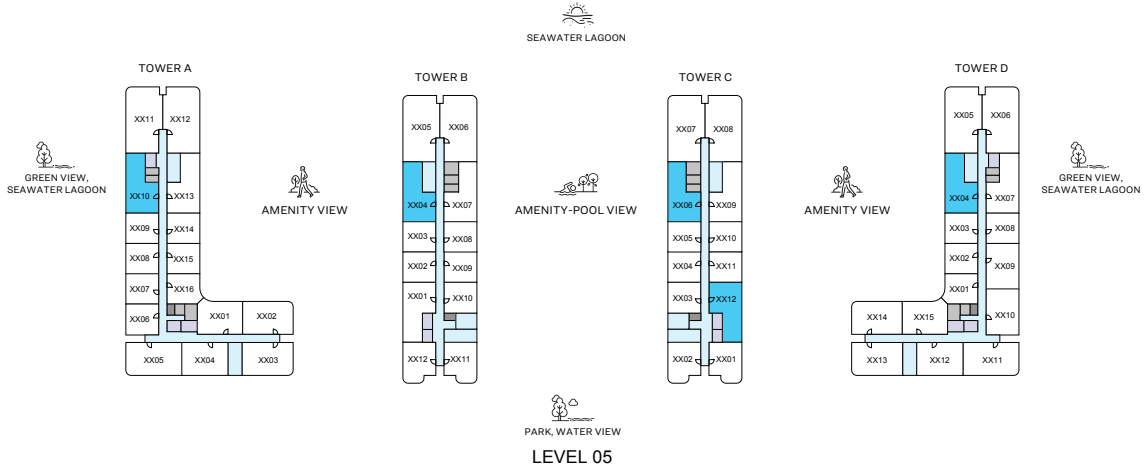 SEAWATER LAGOON
TOWER A
TOWER B
TOWER C
TOWER D
XX11 XX12
XX05 XX06
XX07 XX08
XX05 XX06
GREEN VIEW,
SEAWATER LAGOON
GREEN VIEW,
SEAWATER LAGOON
XX10 XX13
AMENITY VIEW
XX04 XX07
AMENITY-POOL VIEW
XX06 XX09
AMENITY VIEW
XX04 XX07
XX09 XX14
XX03 XX08
XX05 XX10
XX03 XX08
XX08 XX15
XX02 XX09
XX04 XX11
XX02 XX09
XX07 XX16
XX01 XX10
XX03 XX12
XX01
XX06 XX01 XX02
XX14 XX15 XX10
XX05 XX04 XX03
XX12 XX11
XX02 XX01
XX13 XX12 XX11
PARK, WATER VIEW
LEVEL 05